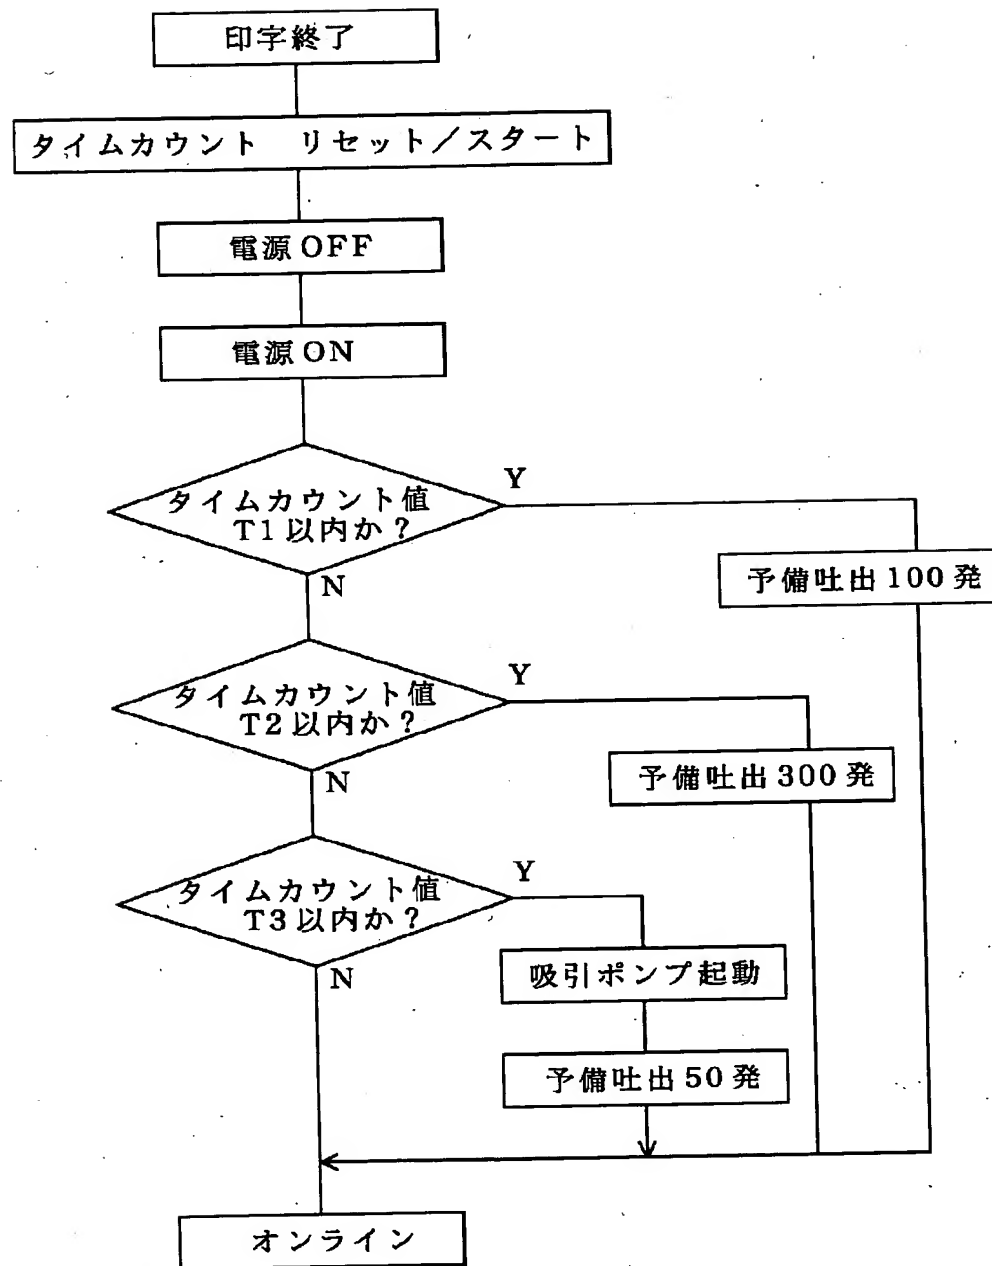 印字終了
タイムカウント　リセット／スタート
電源OFF
電源ON
タイムカウント値
T1以内か？
Y
N
予備吐出100発
タイムカウント値
T2以内か？
Y
N
予備吐出300発
タイムカウント値
T3以内か？
Y
N
吸引ポンプ起動
予備吐出50発
オンライン